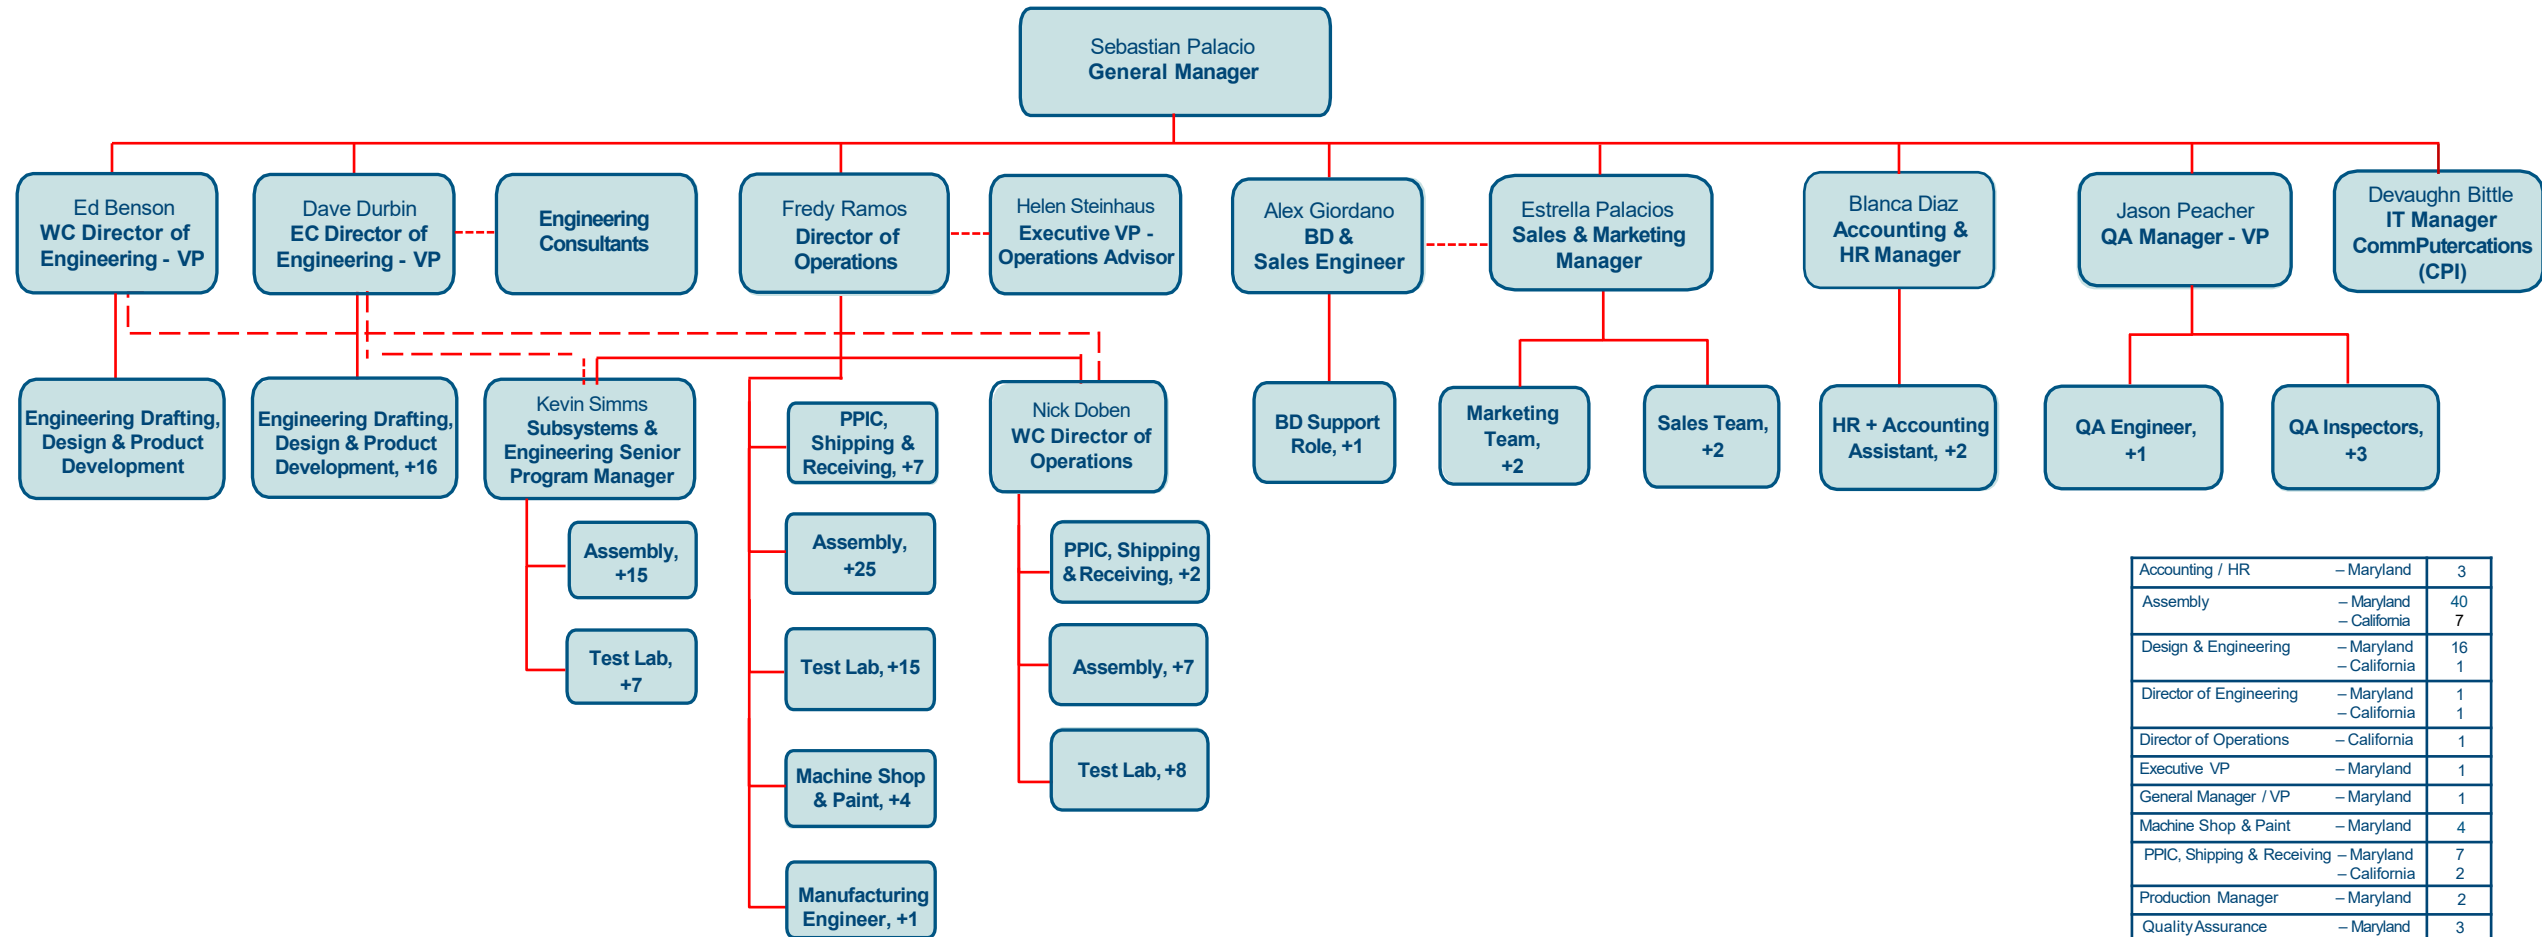 Sebastian Palacio
General Manager
Ed Benson
WC Director of
Engineering - VP
Dave Durbin
EC Director of
Engineering - VP
Engineering
Consultants
Fredy Ramos
Director of
Operations
Helen Steinhaus
Executive VP -
Operations Advisor
Alex Giordano
BD &
Sales Engineer
Estrella Palacios
Sales & Marketing
Manager
Blanca Diaz
Accounting &
HR Manager
Jason Peacher
QA Manager - VP
Devaughn Bittle
IT Manager
CommPutercations
(CPI)
Engineering Drafting,
Design & Product
Development
Engineering Drafting,
Design & Product
Development, +16
Kevin Simms
Subsystems &
Engineering Senior
Program Manager
Assembly,
+15
Test Lab,
+7
PPIC,
Shipping &
Receiving, +7
Assembly,
+25
Test Lab, +15
Machine Shop
& Paint, +4
Manufacturing
Engineer, +1
Nick Doben
WC Director of
Operations
PPIC, Shipping
& Receiving, +2
Assembly, +7
Test Lab, +8
BD Support
Role, +1
Marketing
Team,
+2
Sales Team,
+2
HR + Accounting
Assistant, +2
QA Engineer,
+1
QA Inspectors,
+3
Accounting / HR – Maryland 3
Assembly – Maryland 40
– California 7
Design & Engineering – Maryland 16
– California 1
Director of Engineering – Maryland 1
– California 1
Director of Operations – California 1
Executive VP – Maryland 1
General Manager / VP – Maryland 1
Machine Shop & Paint – Maryland 4
PPIC, Shipping & Receiving – Maryland 7
– California 2
Production Manager – Maryland 2
Quality Assurance – Maryland 3